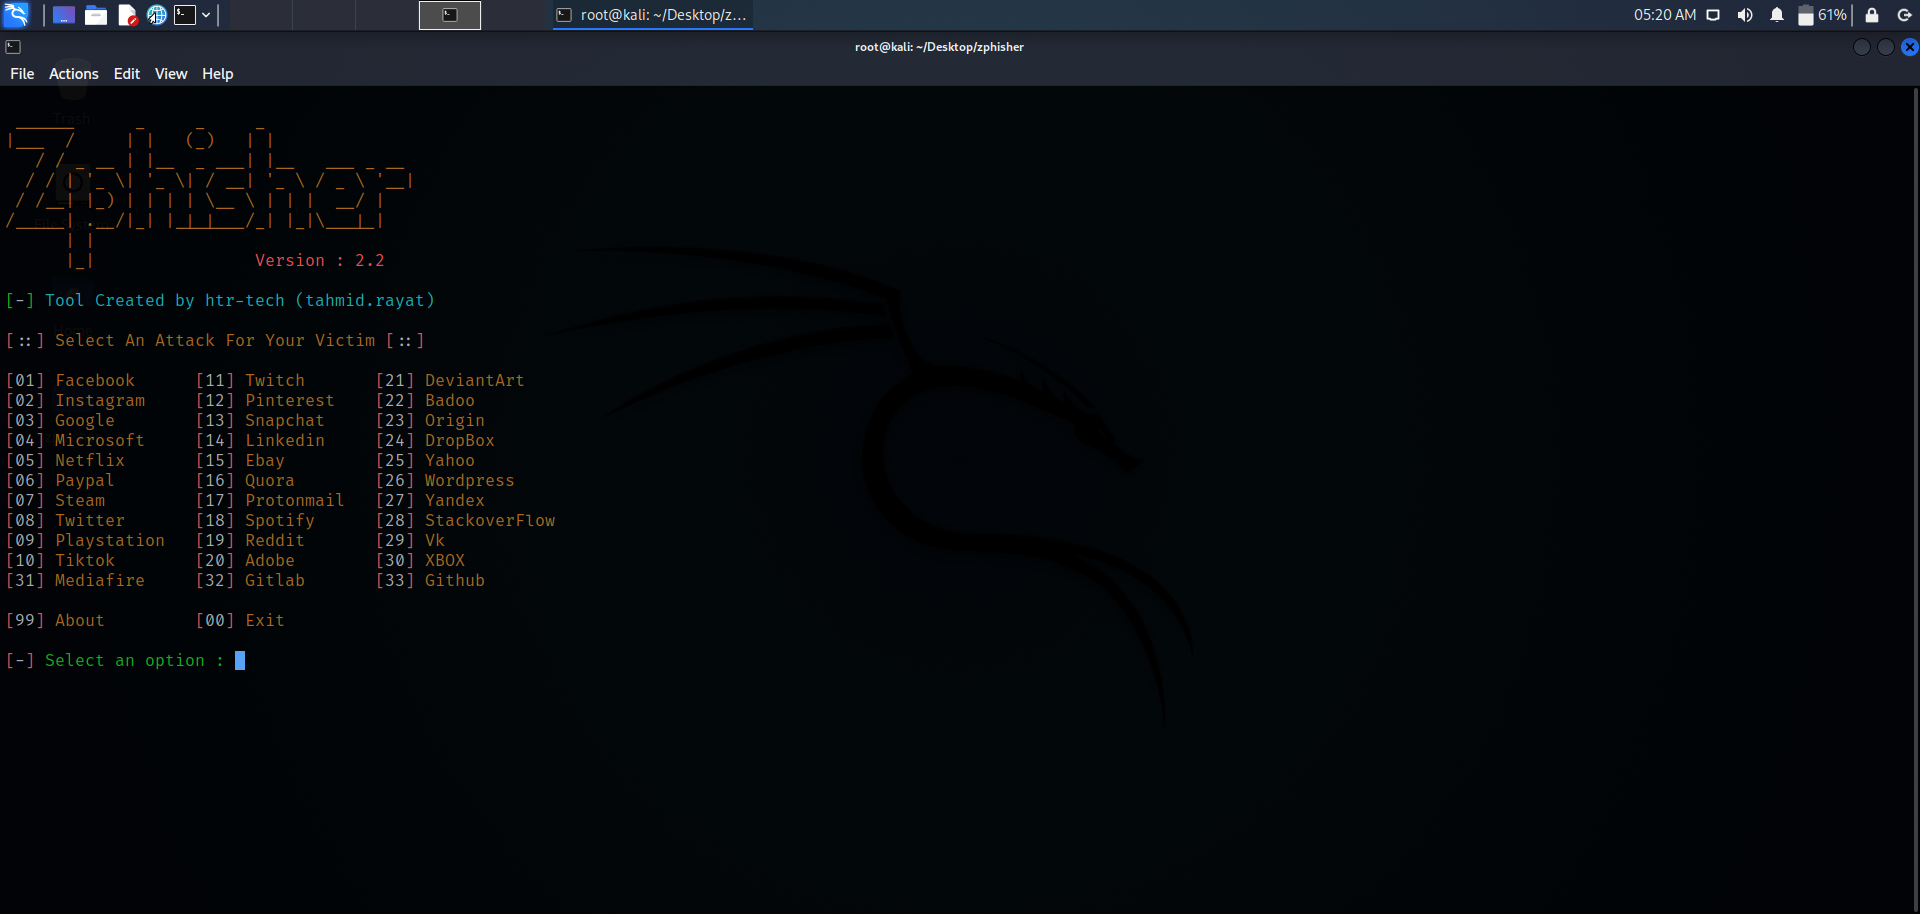 root@kali: ~/Desktop/z...
05:20 AM
61%
root@kali: ~/Desktop/zphisher
File Actions Edit View Help
Trash
Zphisher
Version : 2.2
[-] Tool Created by htr-tech (tahmid.rayat)
Home
[::] Select An Attack For Your Victim [::]
[01] Facebook [11] Twitch [21] DeviantArt
[02] Instagram [12] Pinterest [22] Badoo
[03] Google [13] Snapchat [23] Origin
[04] Microsoft [14] Linkedin [24] DropBox
[05] Netflix [15] Ebay [25] Yahoo
[06] Paypal [16] Quora [26] Wordpress
[07] Steam [17] Protonmail [27] Yandex
[08] Twitter [18] Spotify [28] StackoverFlow
[09] Playstation [19] Reddit [29] Vk
[10] Tiktok [20] Adobe [30] XBOX
[31] Mediafire [32] Gitlab [33] Github
[99] About [00] Exit
[-] Select an option :